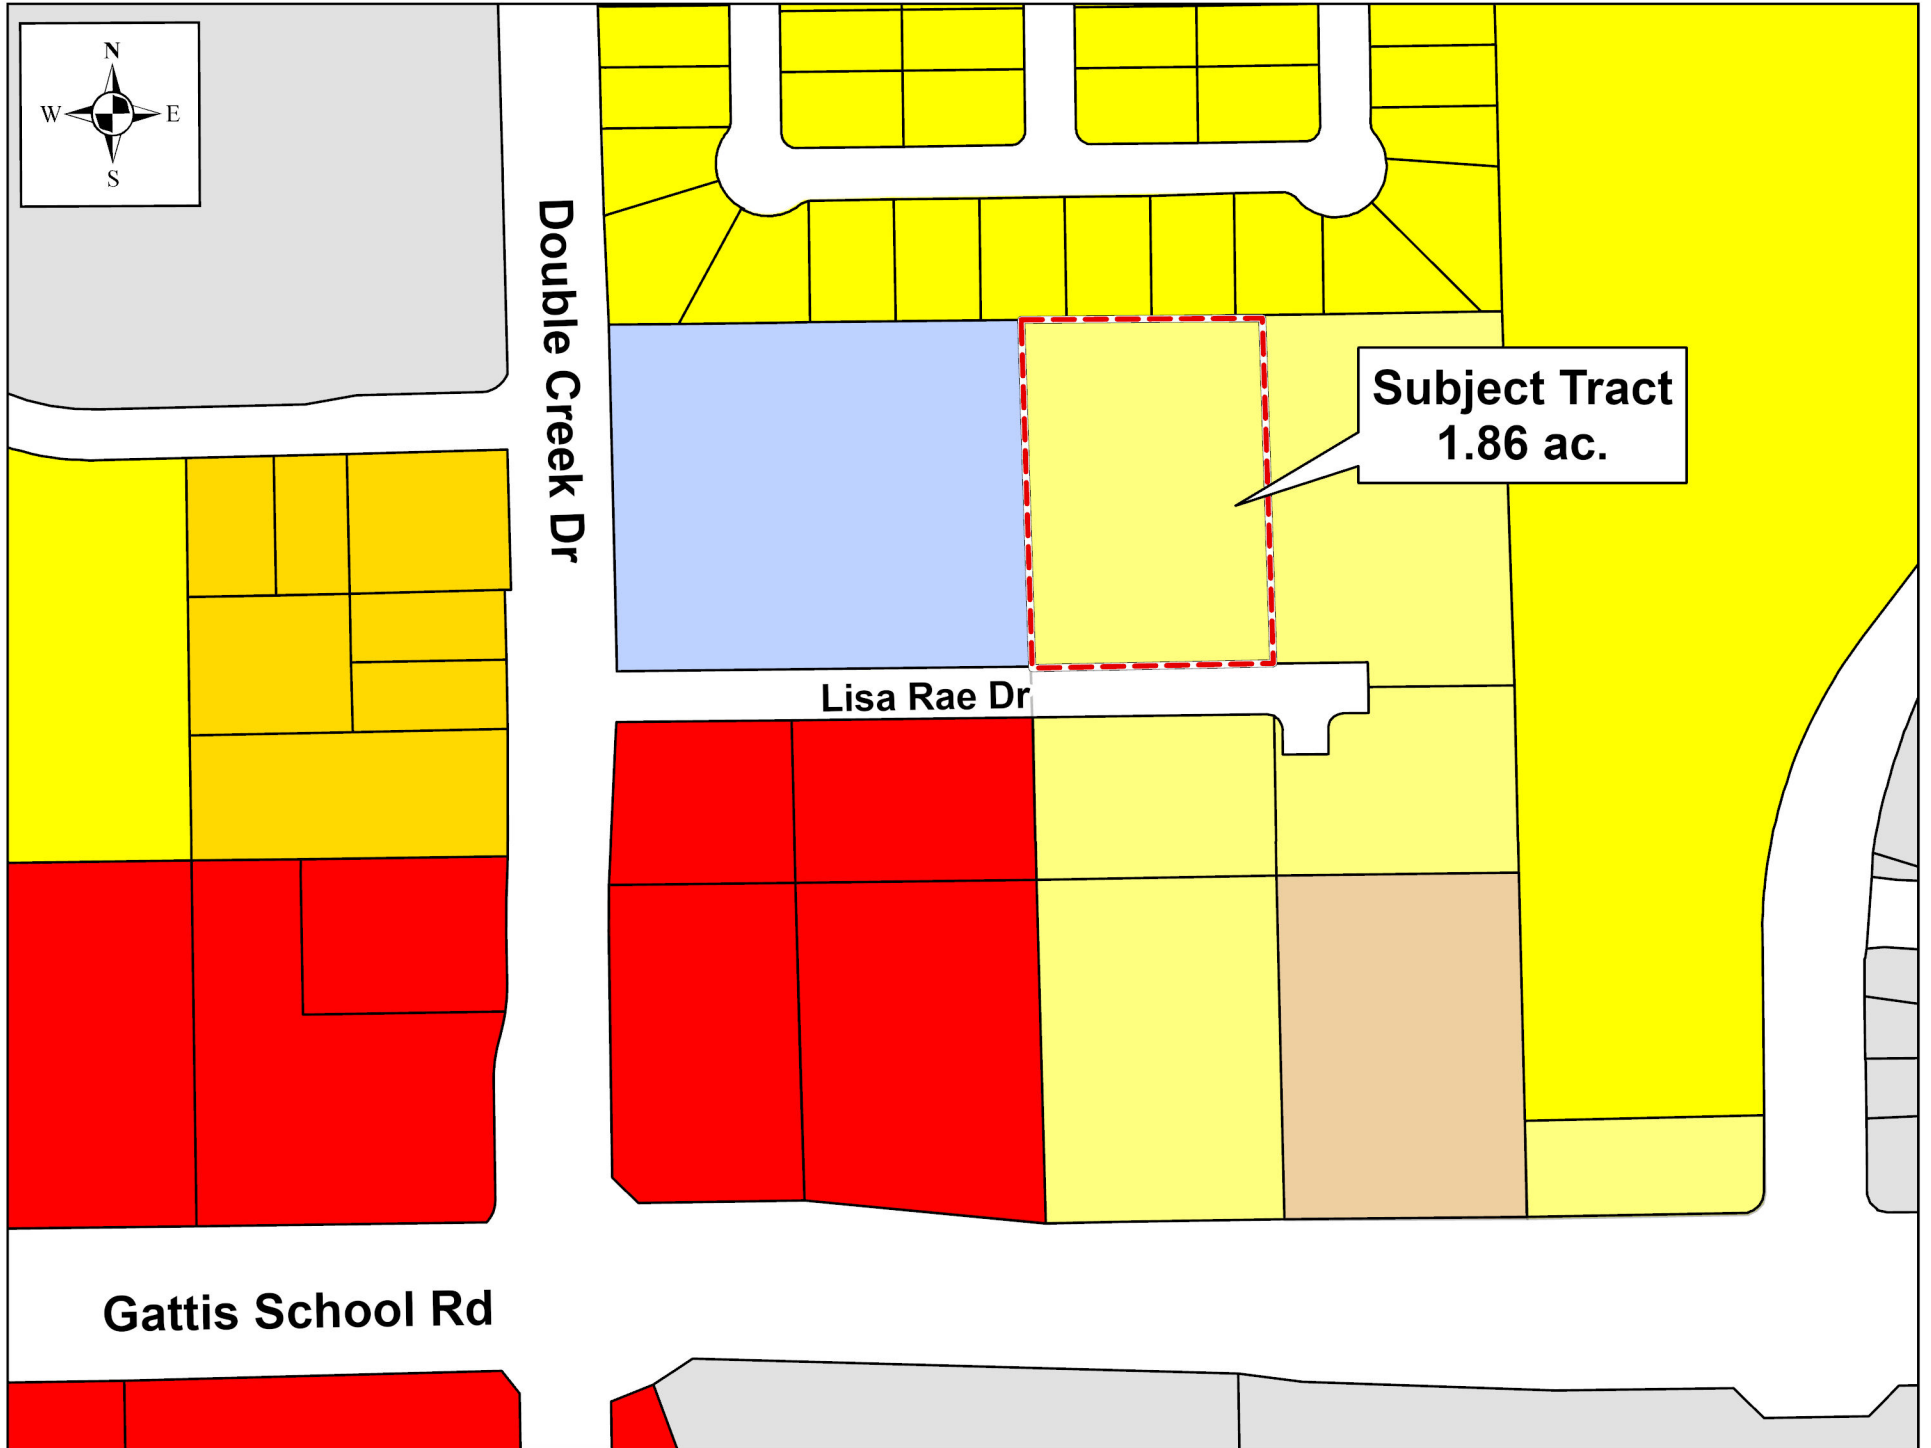 N
W E
S
Double Creek Dr
Subject Tract
1.86 ac.
Lisa Rae Dr
Gattis School Rd